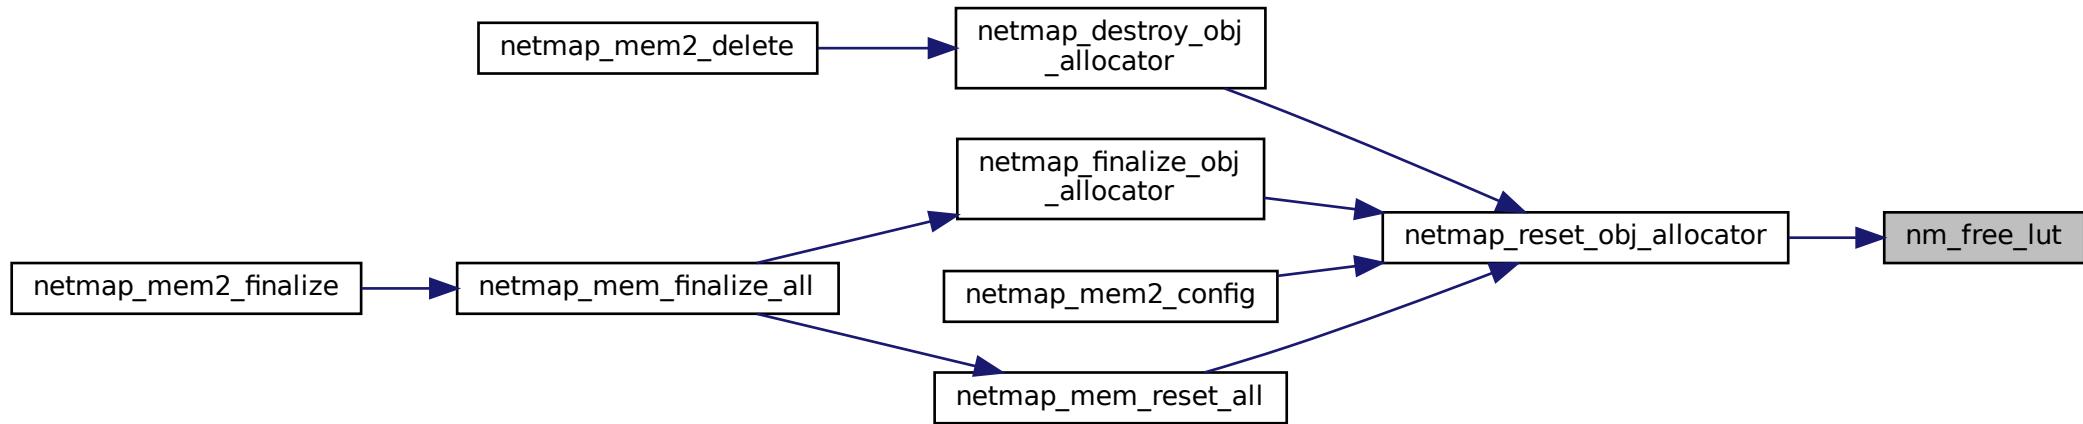 netmap_mem2_delete
netmap_destroy_obj
_allocator
netmap_finalize_obj
_allocator
netmap_reset_obj_allocator
nm_free_lut
netmap_mem2_finalize
netmap_mem_finalize_all
netmap_mem2_config
netmap_mem_reset_all